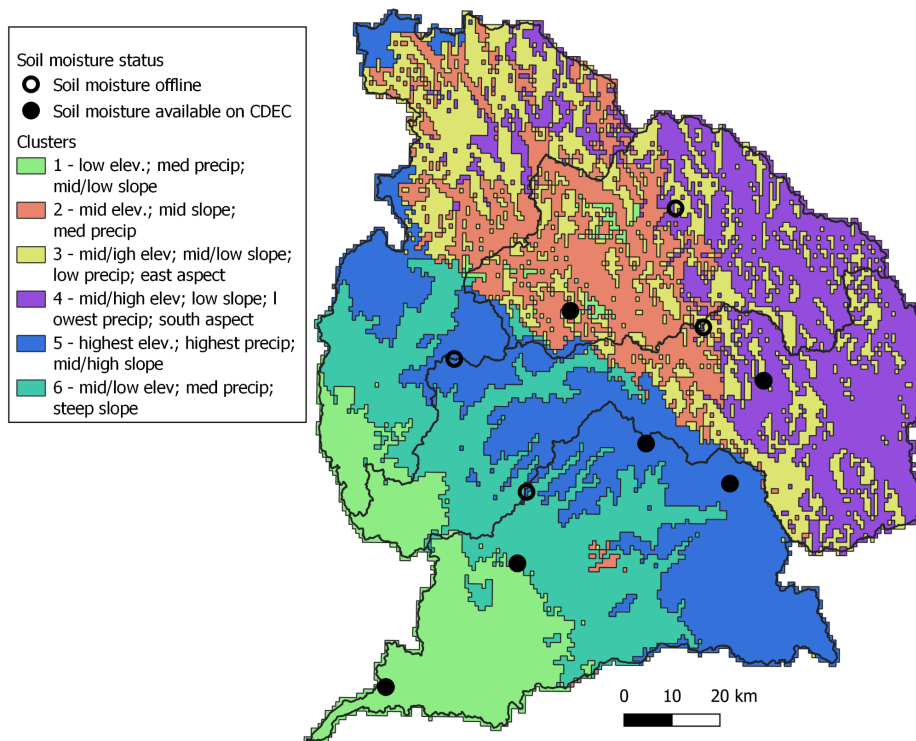 Soil moisture status
Soil moisture offline
Soil moisture available on CDEC
Clusters
1 - low elev.; med precip;
mid/low slope
2 - mid elev.; mid slope;
med precip
3 - mid/igh elev; mid/low slope;
low precip; east aspect
4 - mid/high elev; low slope; l
owest precip; south aspect
5 - highest elev.; highest precip;
mid/high slope
6 - mid/low elev; med precip;
steep slope
0 10 20 km